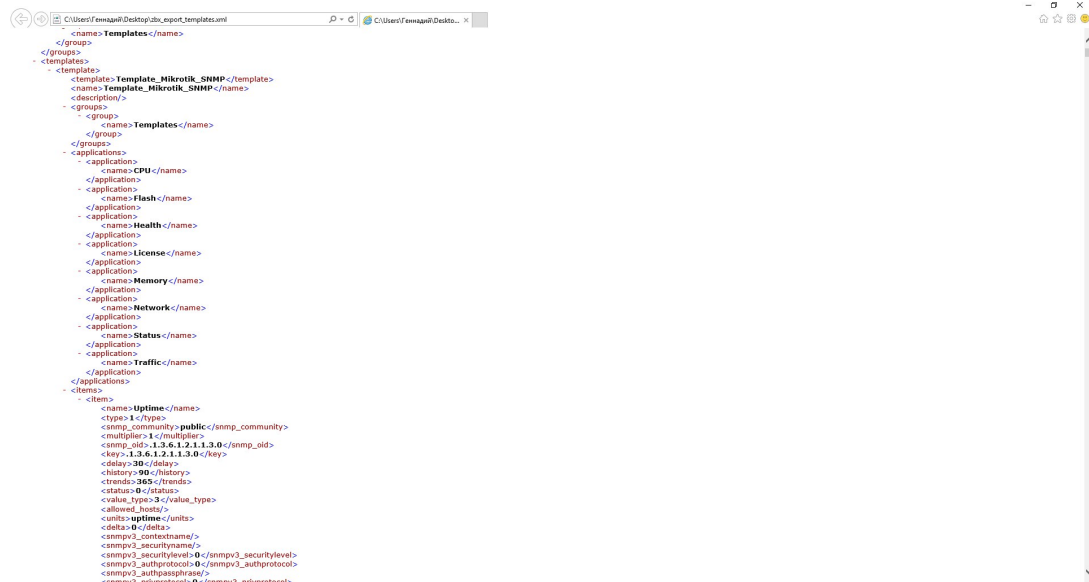 C:\Users\Геннадий\Desktop\zbx_export_templates.xml
C:\Users\Геннадий\Deskto...
<name>Templates</name>
</group>
</groups>
- <templates>
- <template>
<template>Template_Mikrotik_SNMP</template>
<name>Template_Mikrotik_SNMP</name>
<description/>
- <groups>
- <group>
<name>Templates</name>
</group>
</groups>
- <applications>
- <application>
<name>CPU</name>
</application>
- <application>
<name>Flash</name>
</application>
- <application>
<name>Health</name>
</application>
- <application>
<name>License</name>
</application>
- <application>
<name>Memory</name>
</application>
- <application>
<name>Network</name>
</application>
- <application>
<name>Status</name>
</application>
- <application>
<name>Traffic</name>
</application>
</applications>
- <items>
- <item>
<name>Uptime</name>
<type>1</type>
<snmp_community>public</snmp_community>
<multiplier>1</multiplier>
<snmp_oid>.1.3.6.1.2.1.1.3.0</snmp_oid>
<key>.1.3.6.1.2.1.1.3.0</key>
<delay>30</delay>
<history>90</history>
<trends>365</trends>
<status>0</status>
<value_type>3</value_type>
<allowed_hosts/>
<units>uptime</units>
<delta>0</delta>
<snmpv3_contextname/>
<snmpv3_securityname/>
<snmpv3_securitylevel>0</snmpv3_securitylevel>
<snmpv3_authprotocol>0</snmpv3_authprotocol>
<snmpv3_authpassphrase/>
<snmpv3_privprotocol>0</snmpv3_privprotocol>